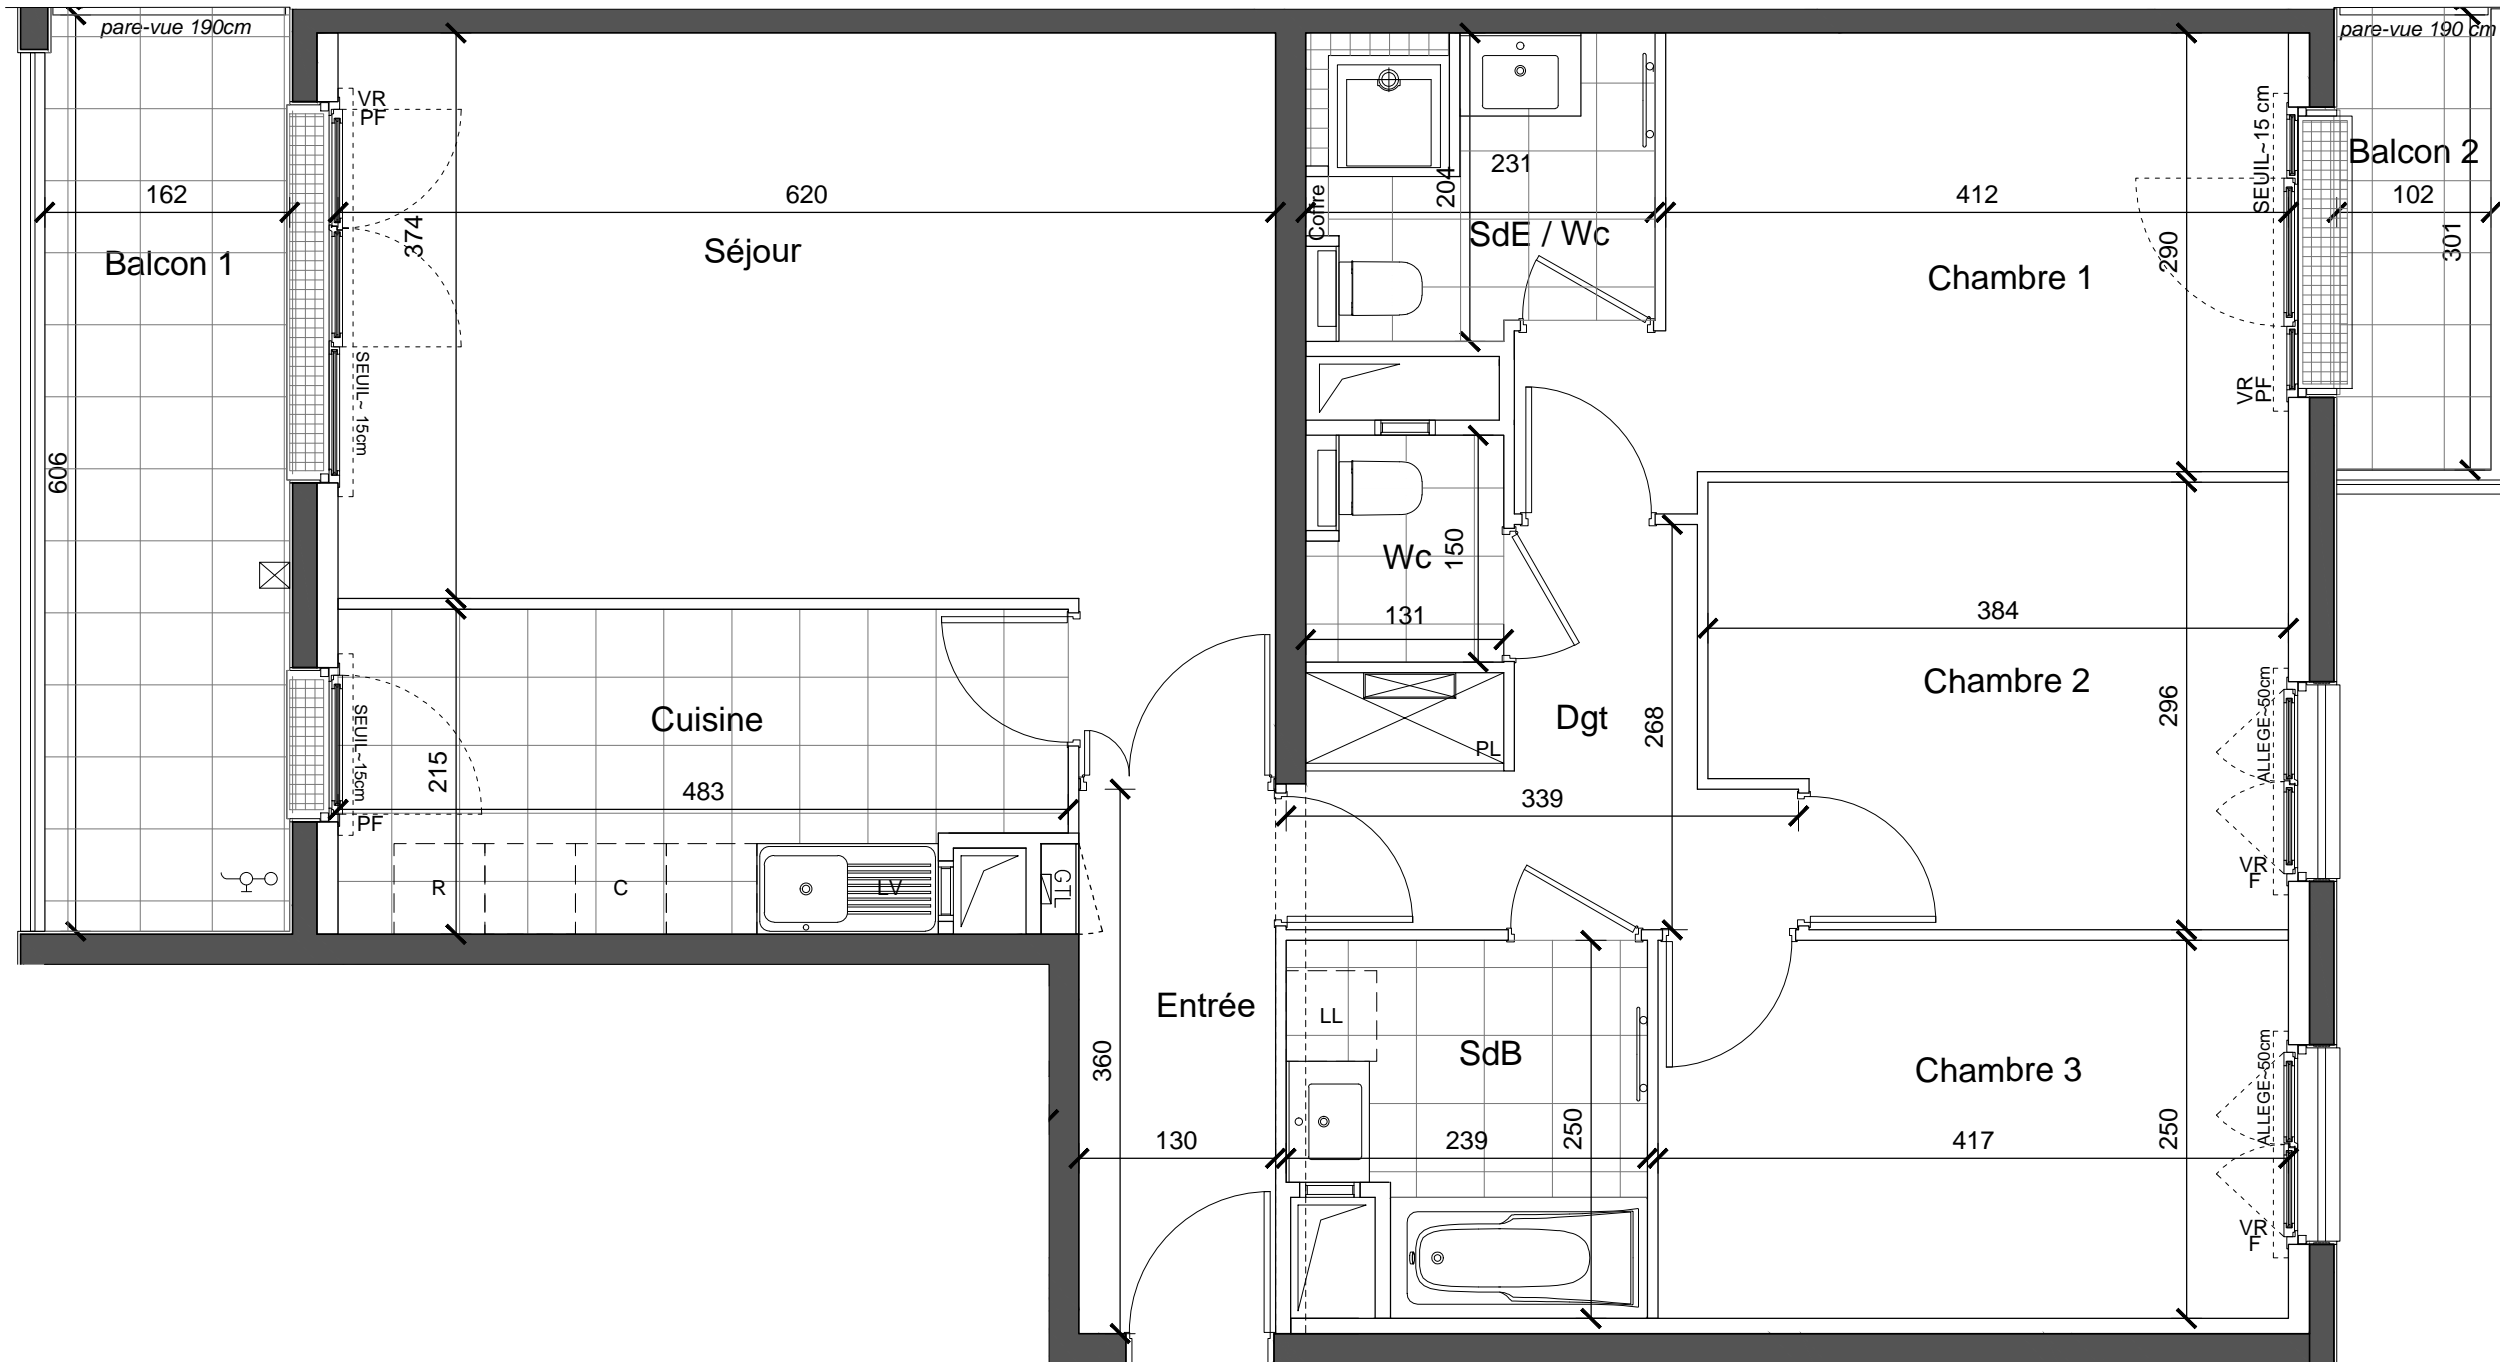 pare-vue 190cm
pare-vue 190 cm
VR
PF
162
620
374
Séjour
Balcon 1
606
SEUIL~ 15cm
Coffre
204
231
SdE / Wc
412
290
Chambre 1
SEUIL~15 cm
VR
PF
Balcon 2
102
301
Wc
150
131
PL
Dgt
268
339
384
Chambre 2
296
ALLEGE~50cm
VR
F
Cuisine
215
483
SEUIL~15cm
PF
R
C
LV
GTL
Entrée
360
130
LL
SdB
239
250
Chambre 3
417
250
ALLEGE~50cm
VR
F